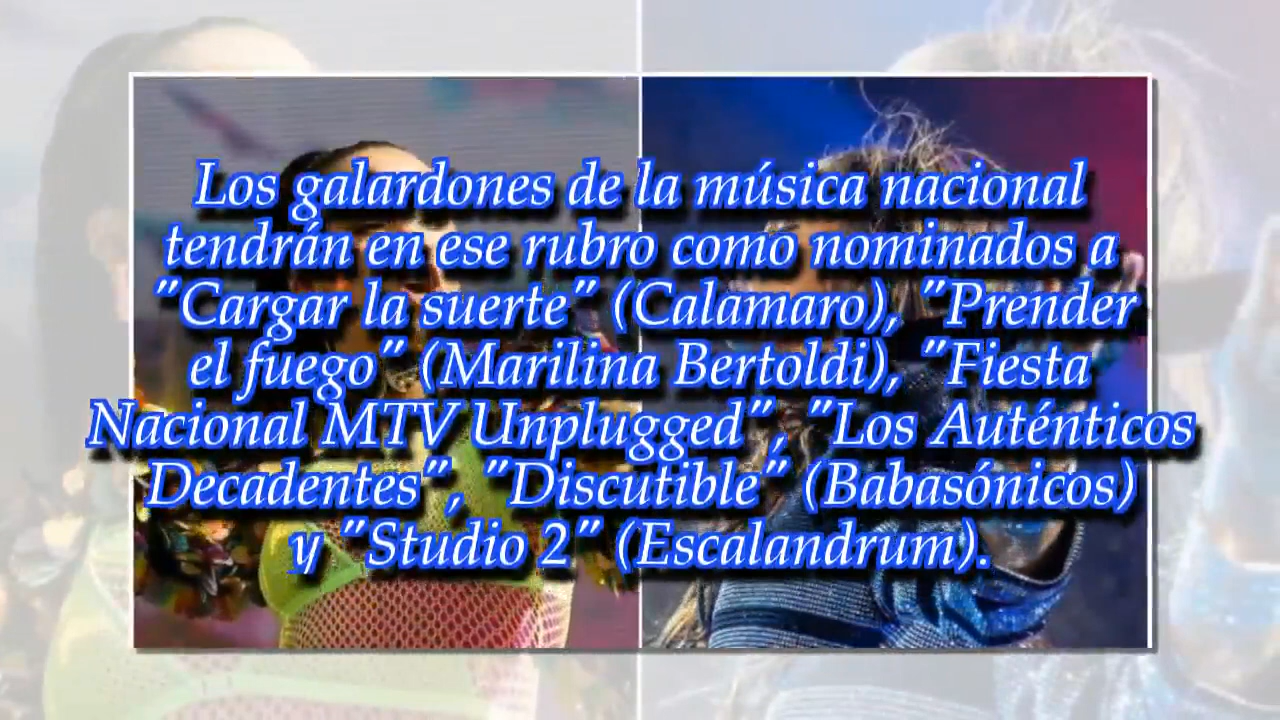 Los galardones de la música nacional
tendrán en ese rubro como nominados a
"Cargar la suerte" (Calamaro), "Prender
el fuego" (Marilina Bertoldi), "Fiesta
Nacional MTV Unplugged", "Los Auténticos
Decadentes", "Discutible" (Babasónicos)
y "Studio 2" (Escalandrum).